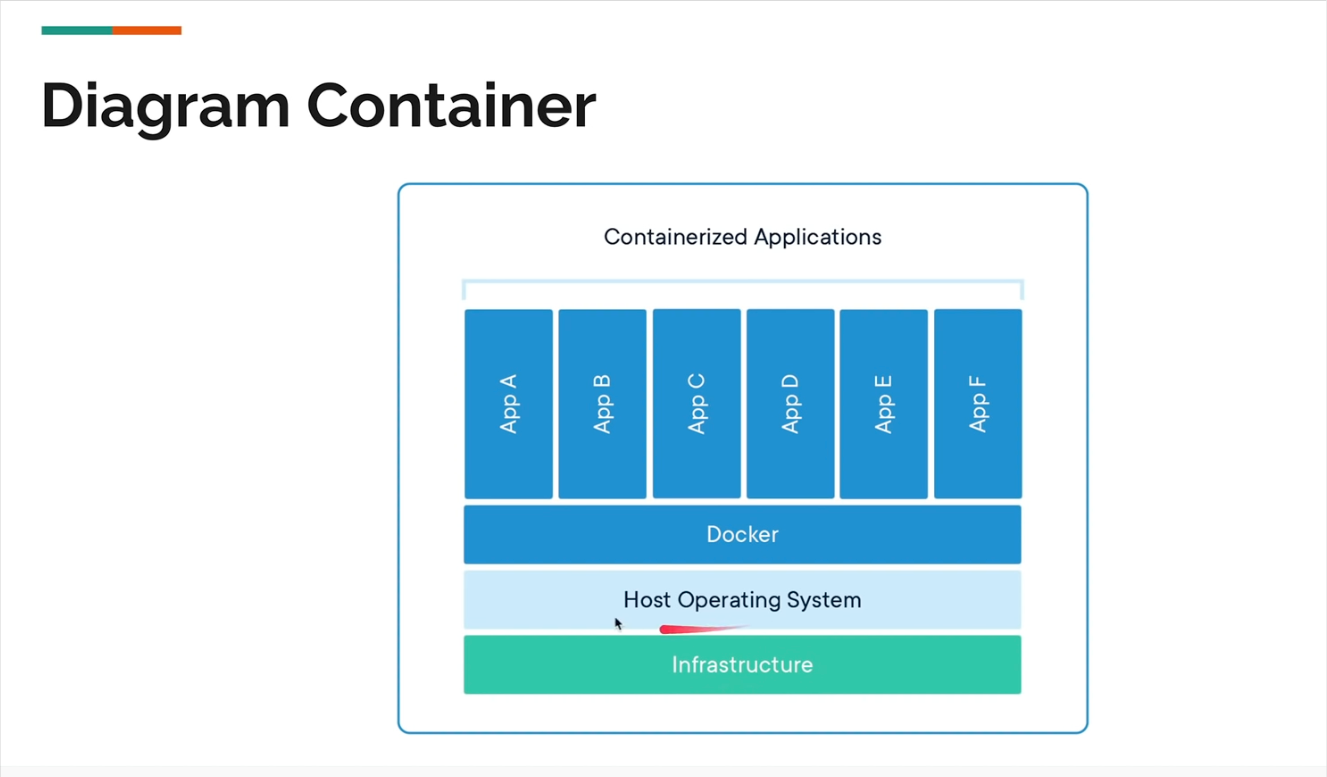 Diagram Container
Containerized Applications
App A
App B
App C
App D
App E
App F
Docker
Host Operating System
Infrastructure